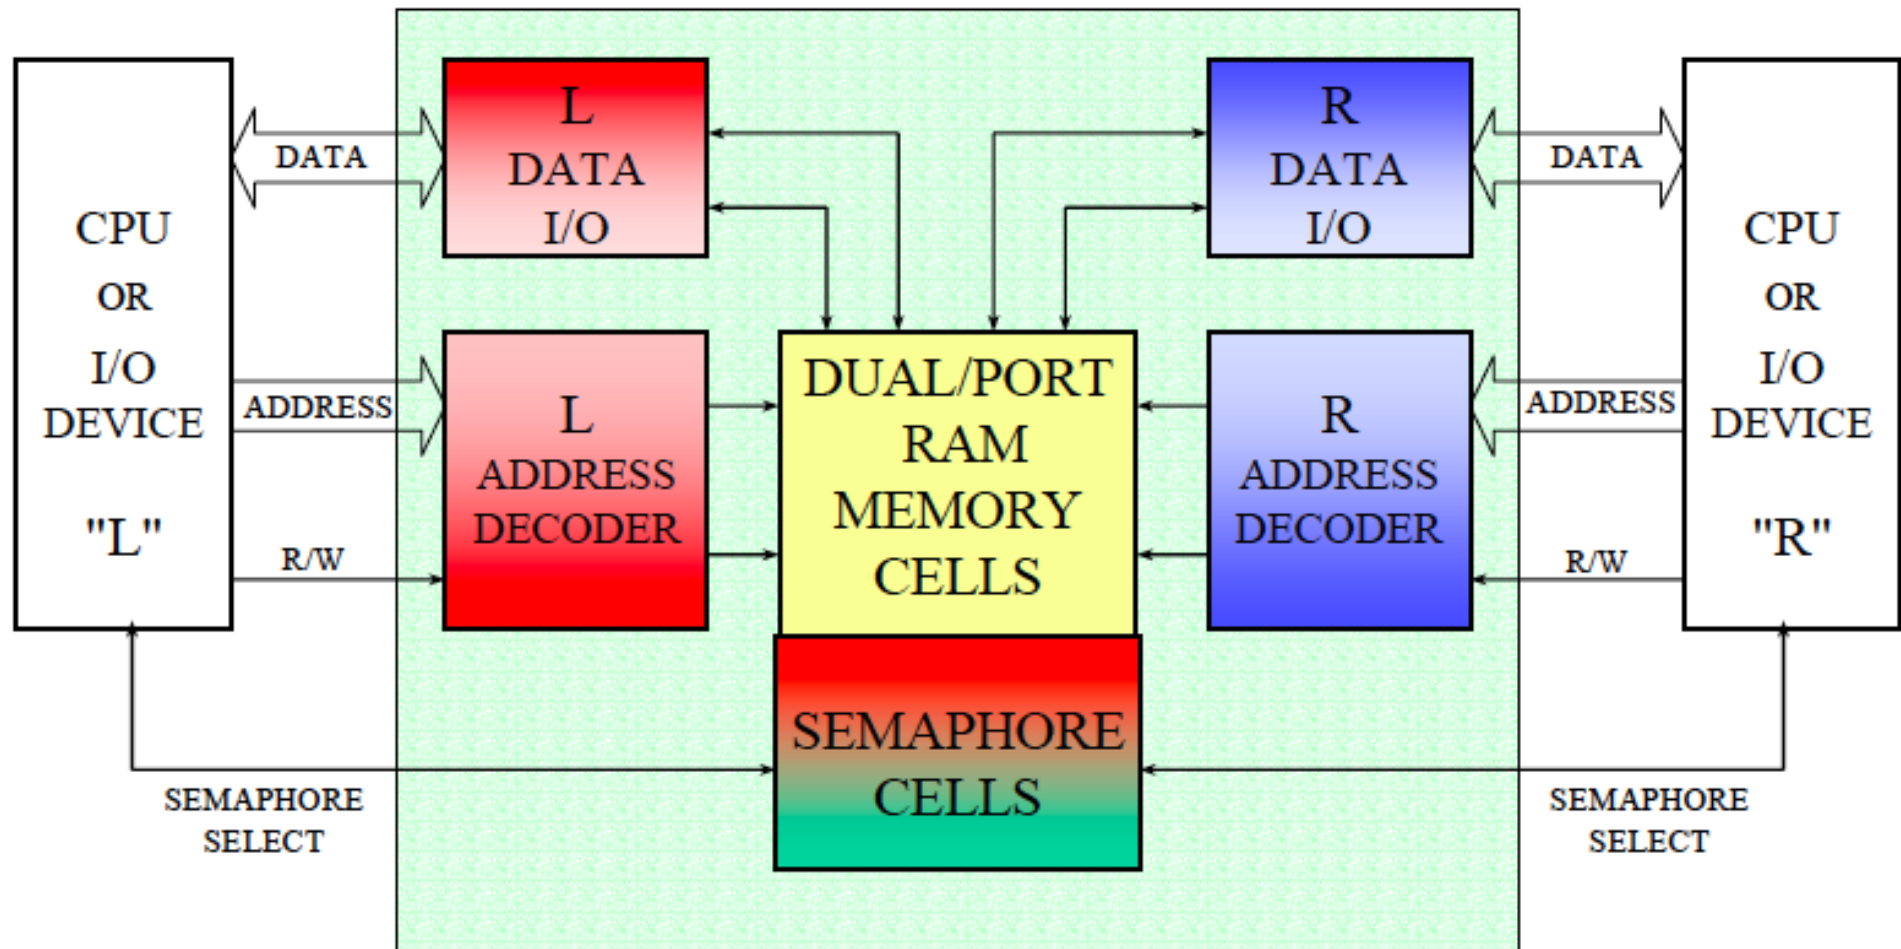 CPU
OR
I/O
DEVICE
"L"
DATA
ADDRESS
R/W
SEMAPHORE
SELECT
L
DATA
I/O
L
ADDRESS
DECODER
DUAL/PORT
RAM
MEMORY
CELLS
SEMAPHORE
CELLS
R
DATA
I/O
R
ADDRESS
DECODER
DATA
ADDRESS
R/W
SEMAPHORE
SELECT
CPU
OR
I/O
DEVICE
"R"